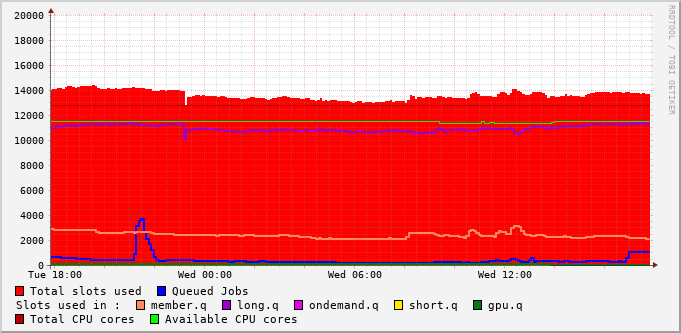 20000
18000
16000
14000
12000
10000
8000
6000
4000
2000
0
Tue 18:00 Wed 00:00 Wed 06:00 Wed 12:00
RRDTOOL / TOBI OETIKER
Total slots used Queued Jobs
Slots used in : member.q long.q ondemand.q short.q gpu.q
Total CPU cores Available CPU cores